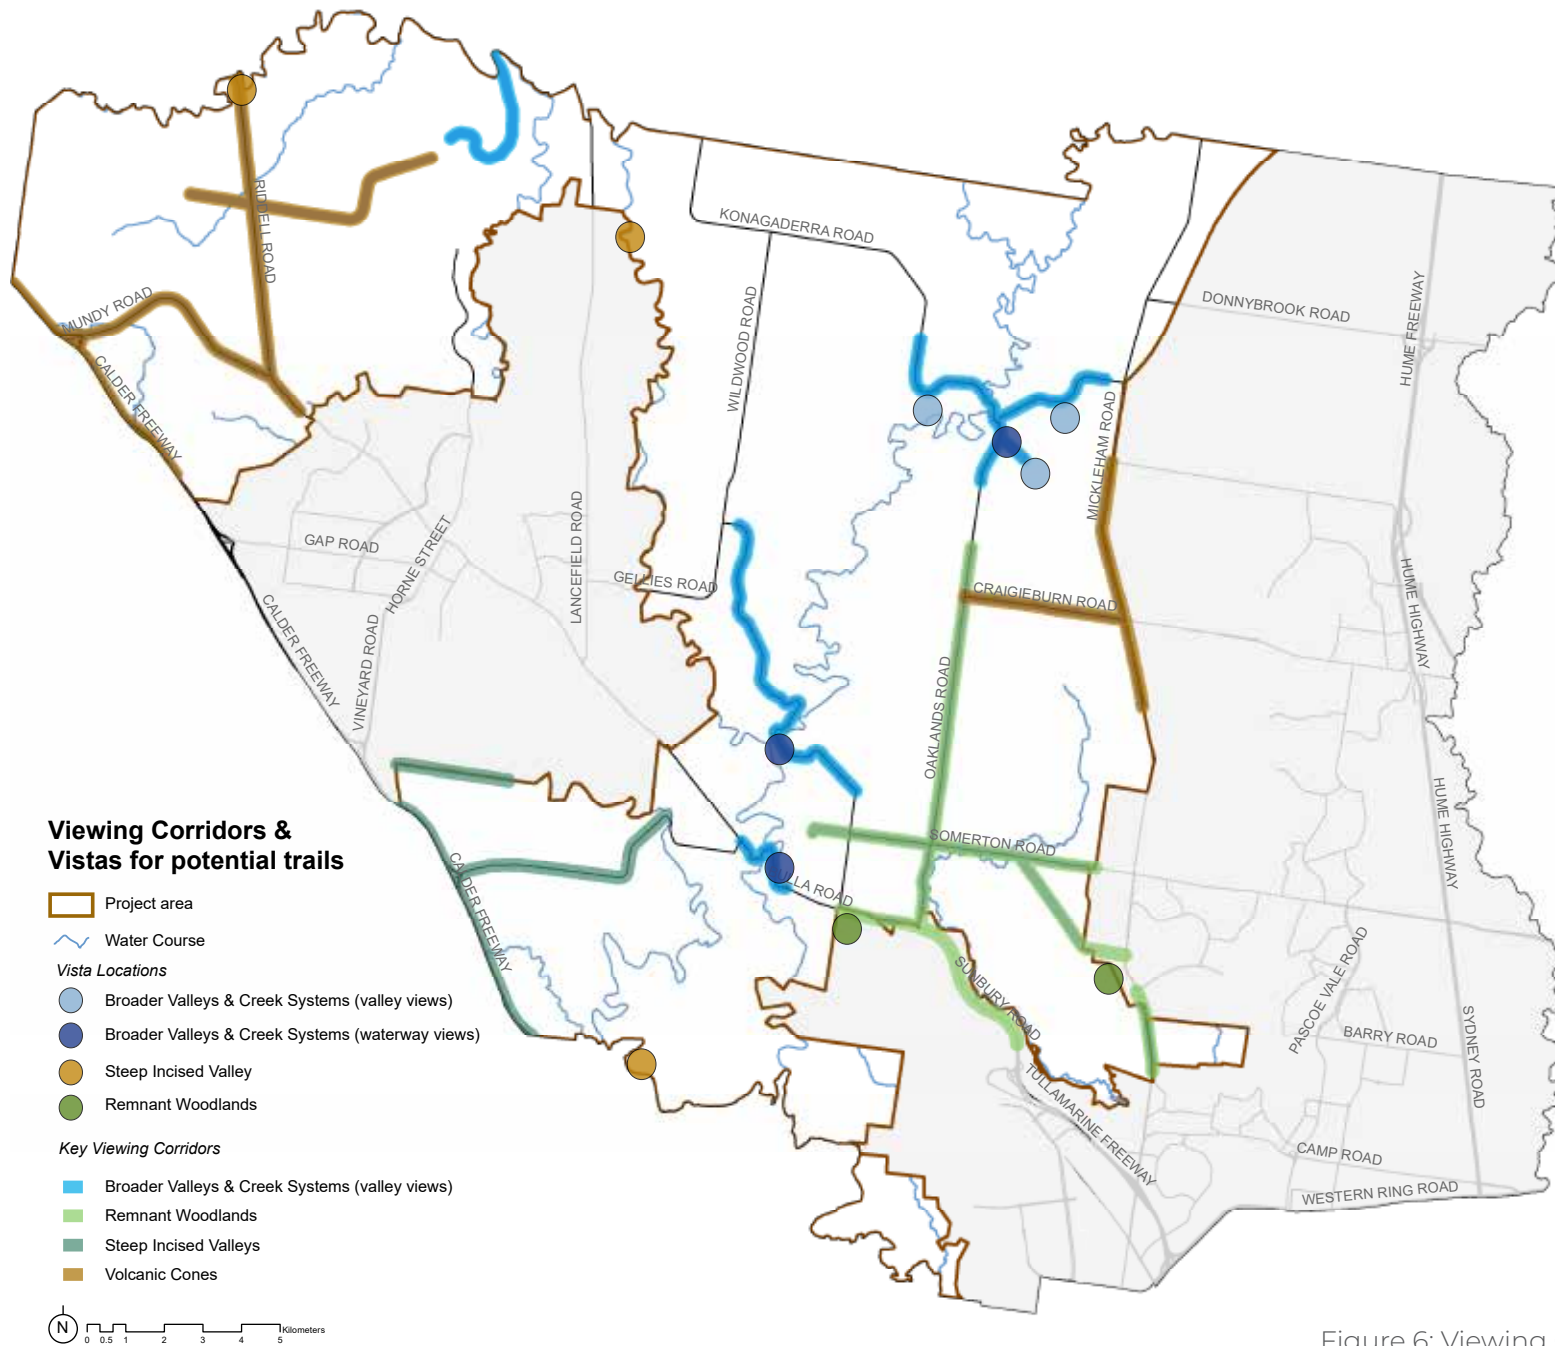 KONAGADERRA ROAD
RIDDELL ROAD
MUNDY ROAD
CALDER FREEWAY
WILDWOOD ROAD
DONNYBROOK ROAD
HUME FREEWAY
MICKLEHAM ROAD
GAP ROAD
HORNE STREET
LANCEFIELD ROAD
GELLIES ROAD
CRAIGIEBURN ROAD
HUME HIGHWAY
CALDER FREEWAY
VINEYARD ROAD
OAKLANDS ROAD
HUME HIGHWAY
SOMERTON ROAD
LLA ROAD
CALDER FREEWAY
SUNBURY ROAD
PASCOE VALE ROAD
BARRY ROAD
SYDNEY ROAD
TULLAMARINE FREEWAY
CAMP ROAD
WESTERN RING ROAD
Viewing Corridors &
Vistas for potential trails
Project area
Water Course
Vista Locations
Broader Valleys & Creek Systems (valley views)
Broader Valleys & Creek Systems (waterway views)
Steep Incised Valley
Remnant Woodlands
Key Viewing Corridors
Broader Valleys & Creek Systems (valley views)
Remnant Woodlands
Steep Incised Valleys
Volcanic Cones
N
0 0.5 1 2 3 4 5 Kilometers
Figure 6: Viewing